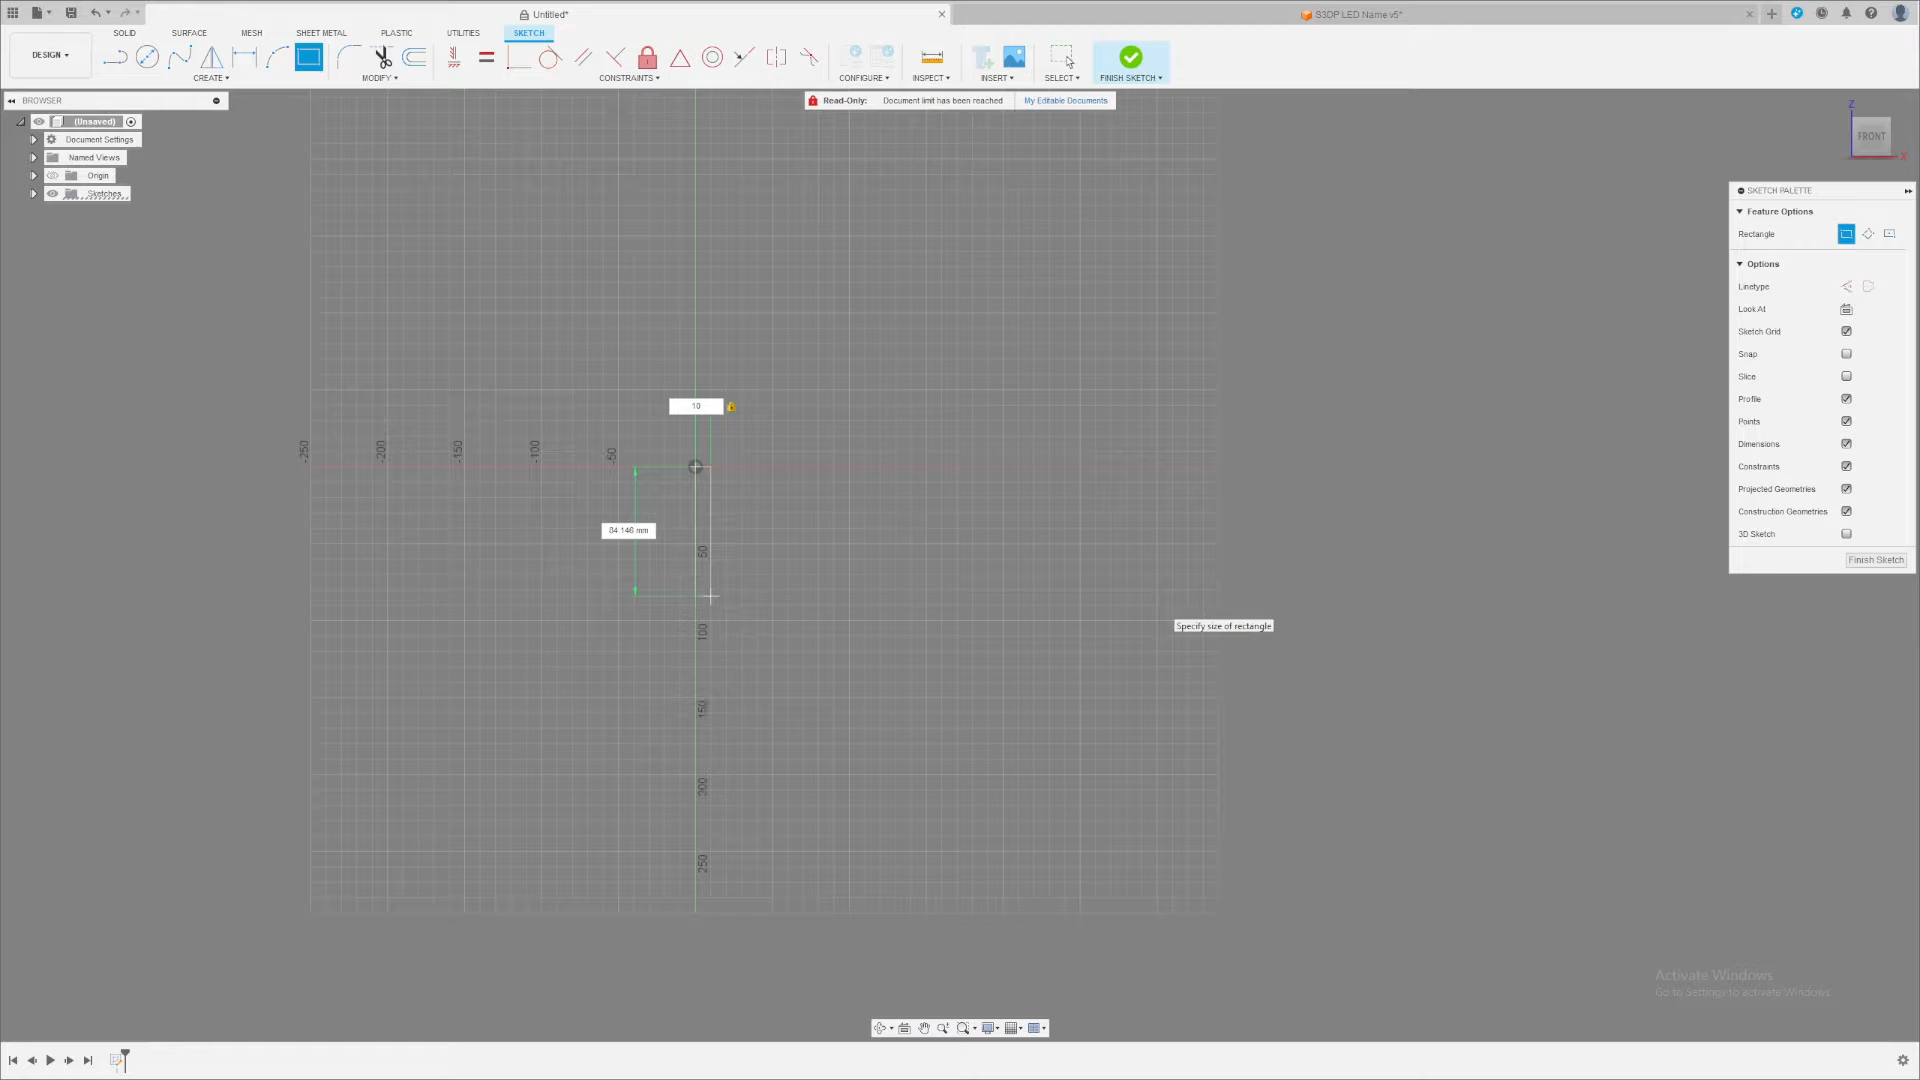 Untitled*
S3DP LED Name v5*
DESIGN
SOLID
SURFACE
MESH
SHEET METAL
PLASTIC
UTILITIES
SKETCH
CREATE
MODIFY
CONSTRAINTS
CONFIGURE
INSPECT
INSERT
SELECT
FINISH SKETCH
BROWSER
Read-Only: Document limit has been reached My Editable Documents
(Unsaved)
Document Settings
Named Views
Origin
Sketches
Z
FRONT
X
SKETCH PALETTE
Feature Options
Rectangle
Options
Linetype
Look At
Sketch Grid
Snap
Slice
Profile
Points
Dimensions
Constraints
Projected Geometries
Construction Geometries
3D Sketch
Finish Sketch
10
-250
-200
-150
-100
-50
84.146 mm
50
100
150
200
250
Specify size of rectangle
Activate Windows
Go to Settings to activate Windows.